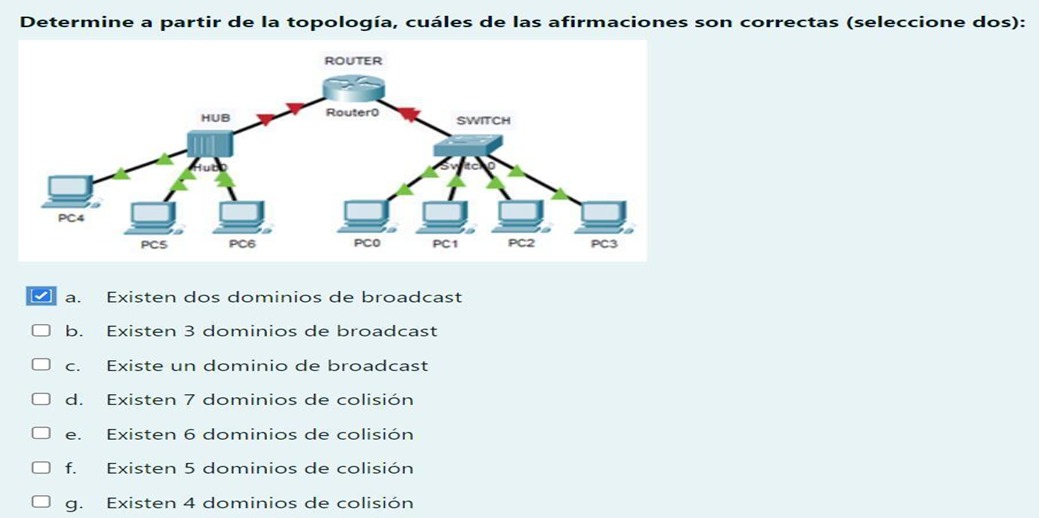 Determine a partir de la topología, cuáles de las afirmaciones son correctas (seleccione dos):
ROUTER
Router0
HUB
Hub0
SWITCH
Switch0
PC4
PC5
PC6
PC0
PC1
PC2
PC3
a. Existen dos dominios de broadcast
b. Existen 3 dominios de broadcast
c. Existe un dominio de broadcast
d. Existen 7 dominios de colisión
e. Existen 6 dominios de colisión
f. Existen 5 dominios de colisión
g. Existen 4 dominios de colisión